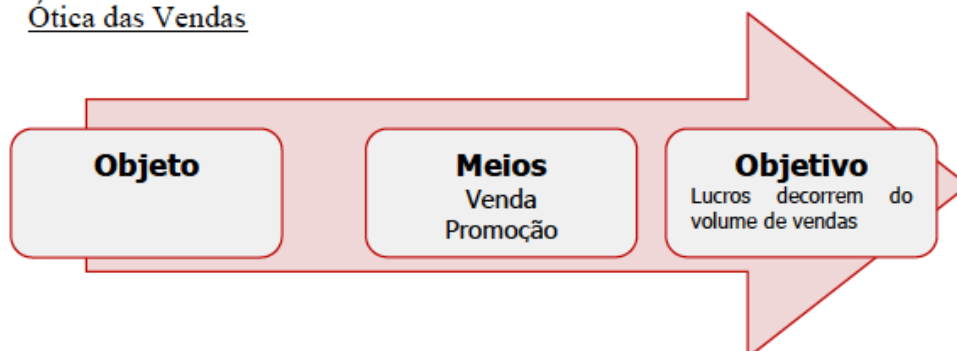 Ótica das Vendas
Objeto
Meios
Venda
Promoção
Objetivo
Lucros decorrem do
volume de vendas